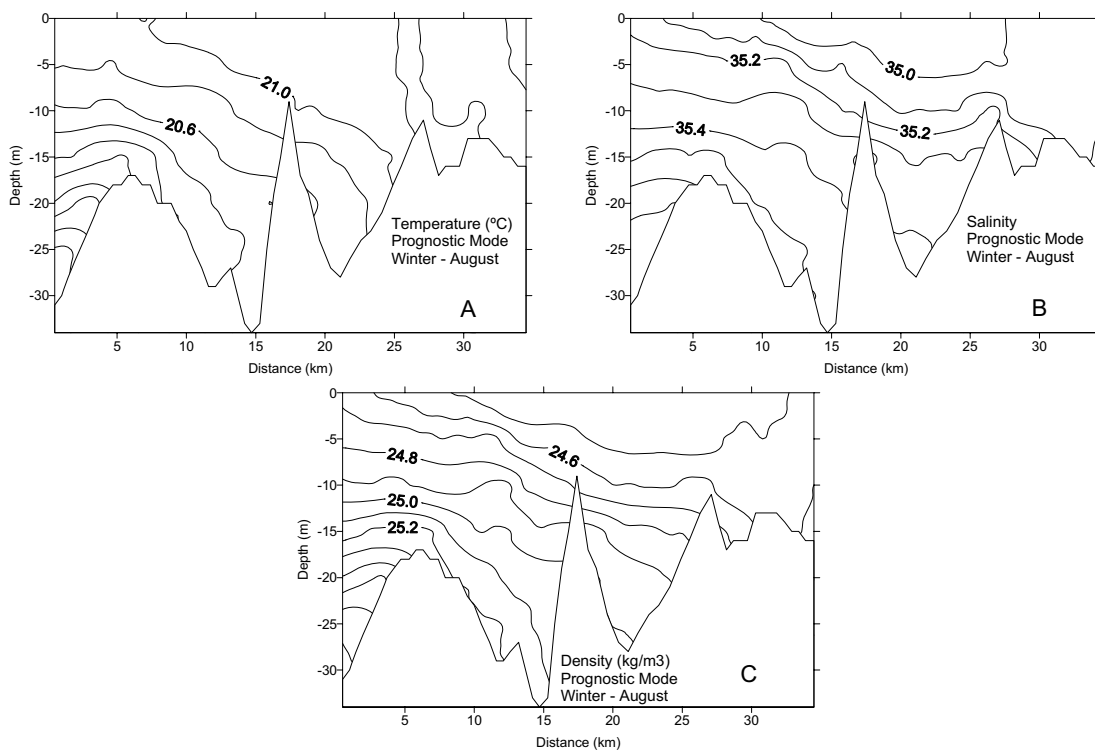 0
-5
-10
-15
-20
-25
-30
Depth (m)
21.0
20.6
Temperature (ºC)
Prognostic Mode
Winter - August
A
5 10 15 20 25 30
Distance (km)
0
-5
-10
-15
-20
-25
-30
Depth (m)
35.2
35.0
35.2
35.4
Salinity
Prognostic Mode
Winter - August
B
5 10 15 20 25 30
Distance (km)
0
-5
-10
-15
-20
-25
-30
Depth (m)
24.6
24.8
25.0
25.2
Density (kg/m3)
Prognostic Mode
Winter - August
C
5 10 15 20 25 30
Distance (km)